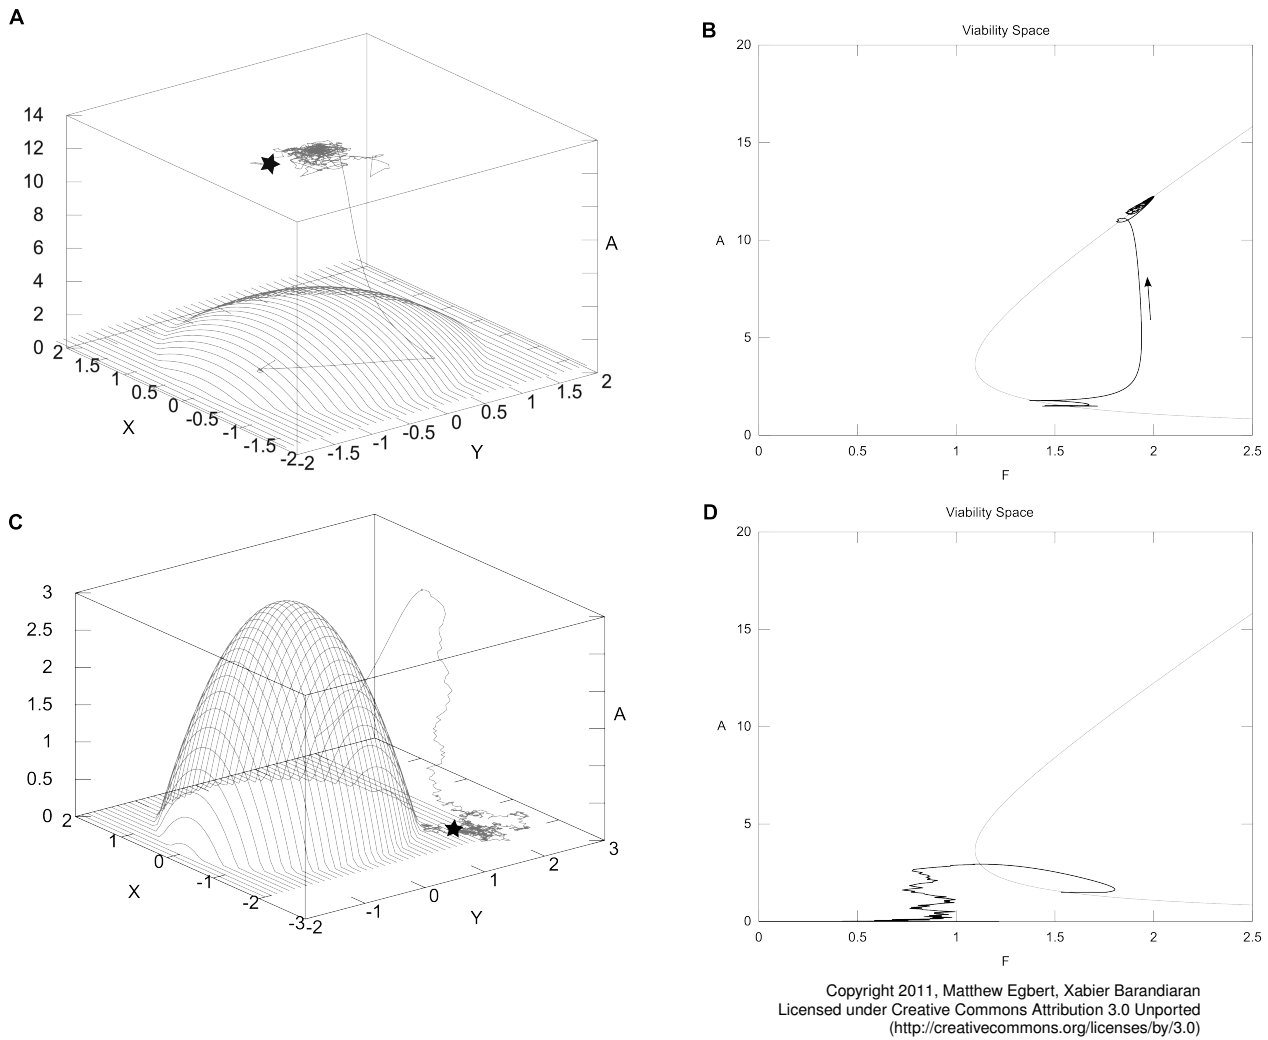 A
14
12
10
8
6
4
2
0
2
1.5
1
0.5
0
-0.5
-1
-1.5
-2
X
-2
-1.5
-1
-0.5
0
0.5
1
1.5
2
Y
A
B
Viability Space
20
15
A
10
5
0
0 0.5 1 1.5 2 2.5
F
C
3
2.5
2
1.5
1
0.5
0
2
1
0
-1
-2
-3
X
-2
-1
0
1
2
3
Y
A
D
Viability Space
20
15
A
10
5
0
0 0.5 1 1.5 2 2.5
F
Copyright 2011, Matthew Egbert, Xabier Barandiaran
Licensed under Creative Commons Attribution 3.0 Unported
(http://creativecommons.org/licenses/by/3.0)